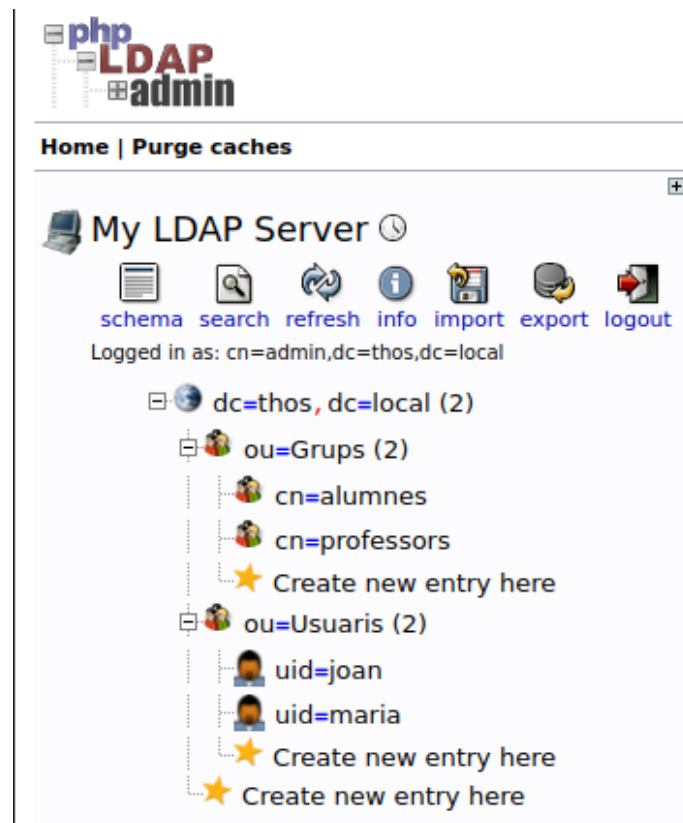 php
LDAP
admin
Home | Purge caches
My LDAP Server
schema search refresh info import export logout
Logged in as: cn=admin,dc=thos,dc=local
dc=thos, dc=local (2)
ou=Grups (2)
cn=alumnes
cn=professors
Create new entry here
ou=Usuaris (2)
uid=joan
uid=maria
Create new entry here
Create new entry here